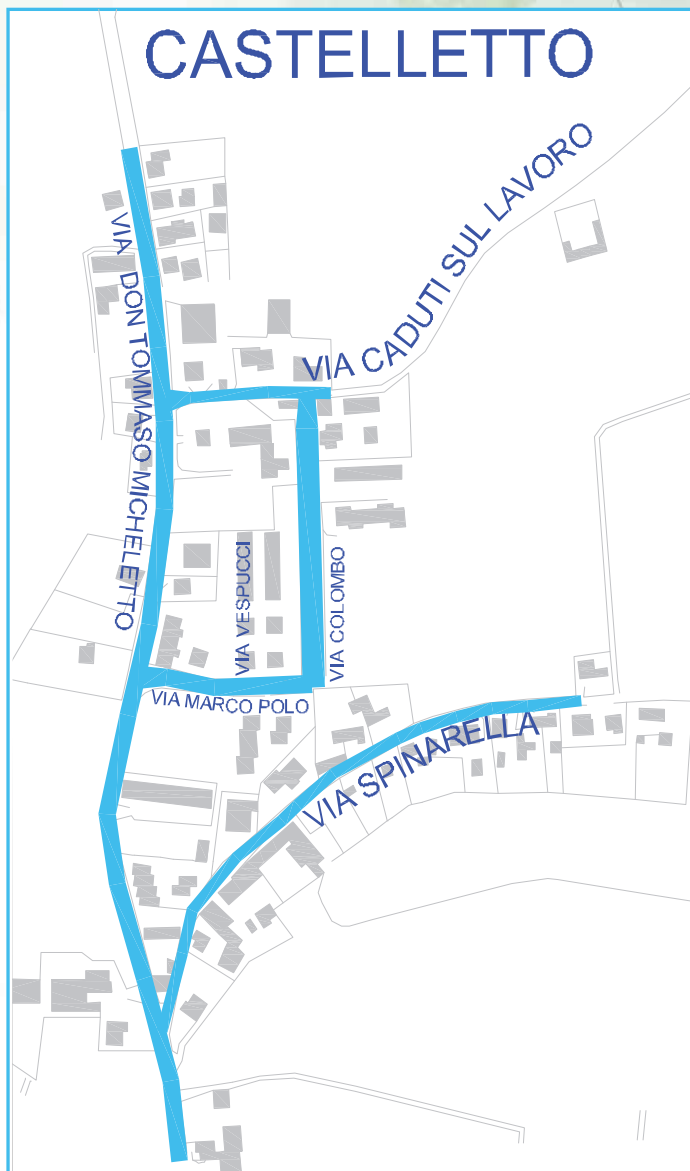 CASTELLETTO
VIA CADUTI SUL LAVORO
VIA DON TOMMASO MICHELETTO
VIA VESPUCCI
VIA COLOMBO
VIA MARCO POLO
VIA SPINARELLA